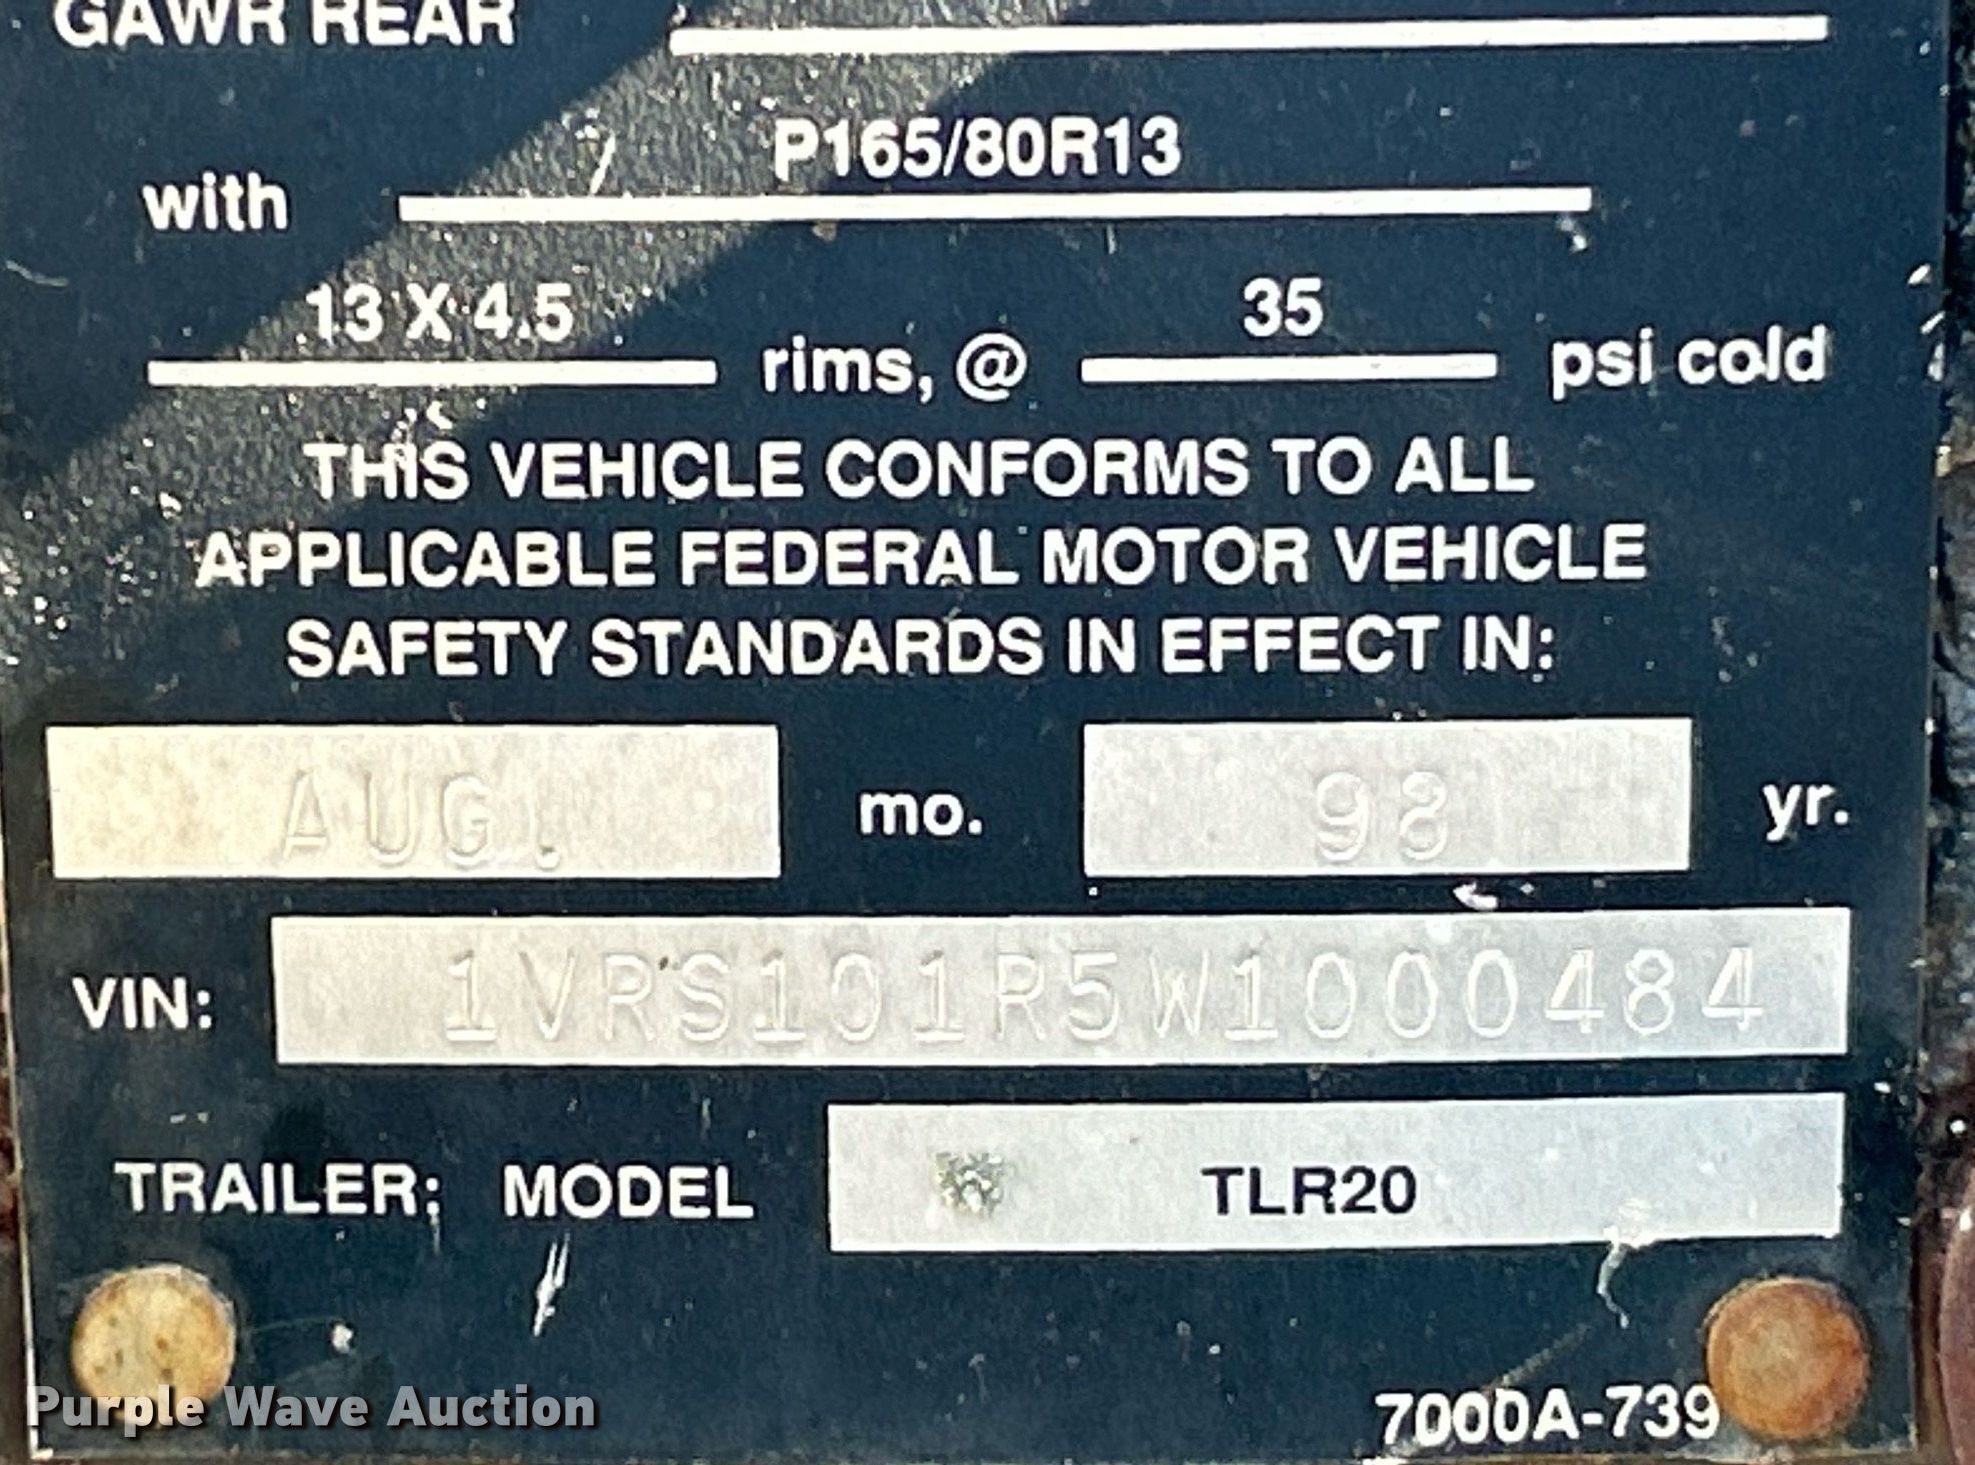 GAWR REAR
with P165/80R13
13 X 4.5 rims, @ 35 psi cold
THIS VEHICLE CONFORMS TO ALL
APPLICABLE FEDERAL MOTOR VEHICLE
SAFETY STANDARDS IN EFFECT IN:
AUG. mo. 98 yr.
VIN: 1VRS101R5W1000484
TRAILER; MODEL TLR20
7000A-739
Purple Wave Auction